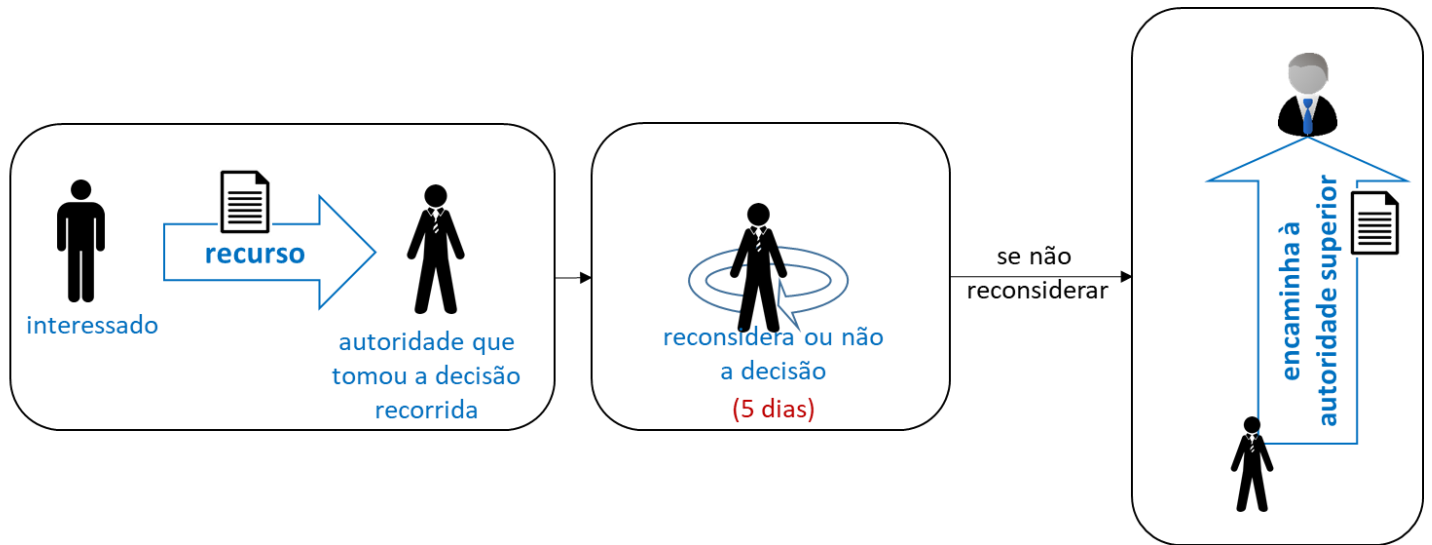 recurso
interessado
autoridade que
tomou a decisão
recorrida
reconsidera ou não
a decisão
(5 dias)
se não
reconsiderar
encaminha à
autoridade superior